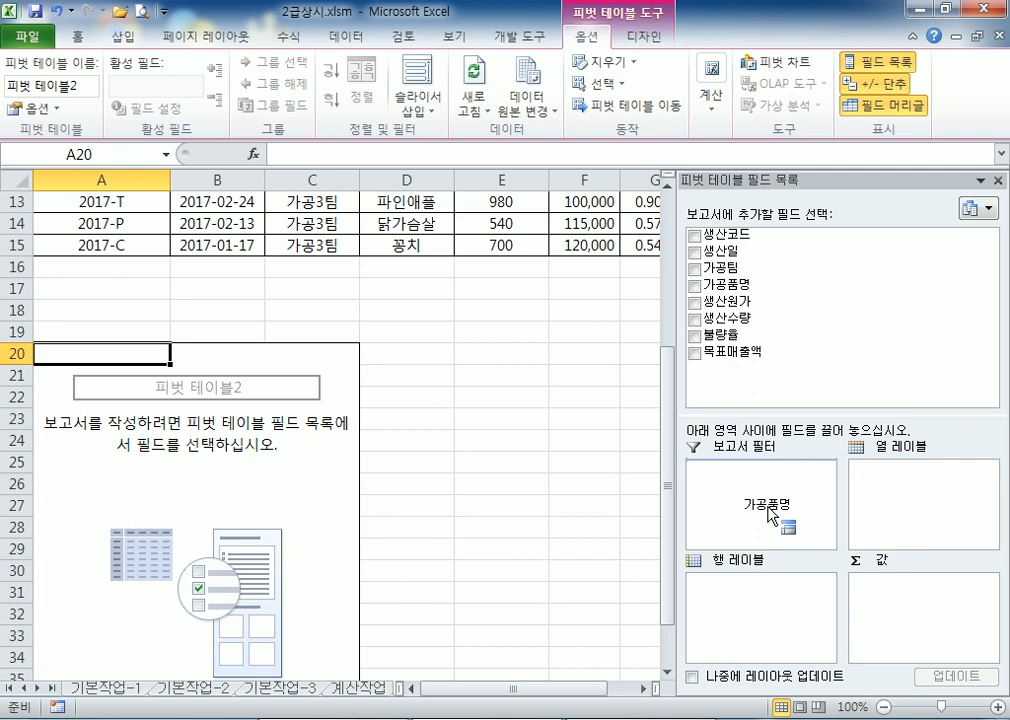 2급상시.xlsm - Microsoft Excel
피벗 테이블 도구
파일 홈 삽입 페이지 레이아웃 수식 데이터 검토 보기 개발 도구 옵션 디자인
피벗 테이블 이름:
피벗 테이블2
옵션
피벗 테이블
활성 필드:
필드 설정
활성 필드
그룹 선택
그룹 해제
그룹 필드
그룹
정렬
슬라이서
삽입
정렬 및 필터
새로
고침
데이터
원본 변경
데이터
지우기
선택
피벗 테이블 이동
동작
계산
피벗 차트
OLAP 도구
가상 분석
도구
필드 목록
+/- 단추
필드 머리글
표시
A20 fx
A B C D E F G
13 2017-T 2017-02-24 가공3팀 파인애플 980 100,000 0.90
14 2017-P 2017-02-13 가공3팀 닭가슴살 540 115,000 0.57
15 2017-C 2017-01-17 가공3팀 꽁치 700 120,000 0.54
16
17
18
19
20
21
22
23
24
25
26
27
28
29
30
31
32
33
34
35
피벗 테이블2
보고서를 작성하려면 피벗 테이블 필드 목록에
서 필드를 선택하십시오.
피벗 테이블 필드 목록
보고서에 추가할 필드 선택:
생산코드
생산일
가공팀
가공품명
생산원가
생산수량
불량율
목표매출액
아래 영역 사이에 필드를 끌어 놓으십시오.
보고서 필터 열 레이블
가공품명
행 레이블 Σ 값
나중에 레이아웃 업데이트 업데이트
기본작업-1 기본작업-2 기본작업-3 계산작업
준비 100%